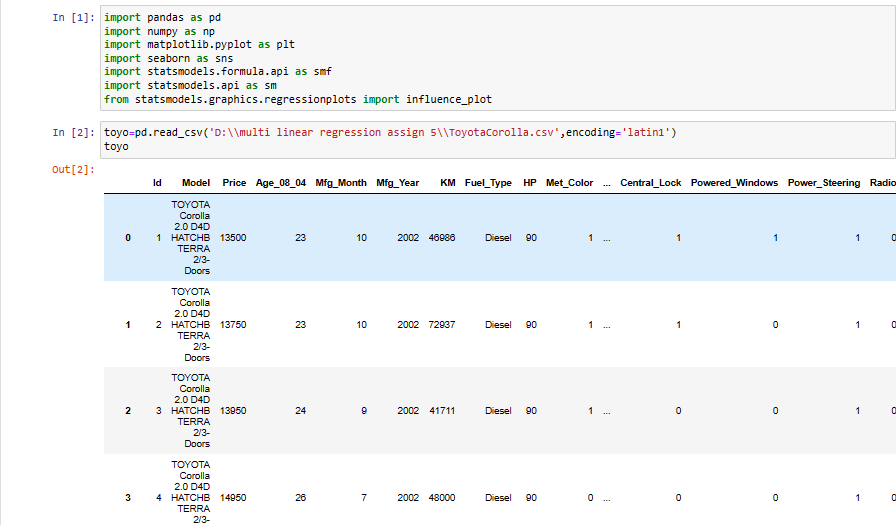 In [1]: import pandas as pd
import numpy as np
import matplotlib.pyplot as plt
import seaborn as sns
import statsmodels.formula.api as smf
import statsmodels.api as sm
from statsmodels.graphics.regressionplots import influence_plot
In [2]: toyo=pd.read_csv('D:\\multi linear regression assign 5\\ToyotaCorolla.csv',encoding='latin1')
toyo
Out[2]:
Id Model Price Age_08_04 Mfg_Month Mfg_Year KM Fuel_Type HP Met_Color ... Central_Lock Powered_Windows Power_Steering Radio
TOYOTA
Corolla
2.0 D4D
0 1 HATCHB 13500 23 10 2002 46986 Diesel 90 1 ... 1 1 1 0
TERRA
2/3-
Doors
TOYOTA
Corolla
2.0 D4D
1 2 HATCHB 13750 23 10 2002 72937 Diesel 90 1 ... 1 0 1 0
TERRA
2/3-
Doors
TOYOTA
Corolla
2.0 D4D
2 3 HATCHB 13950 24 9 2002 41711 Diesel 90 1 ... 0 0 1 0
TERRA
2/3-
Doors
TOYOTA
Corolla
2.0 D4D
3 4 HATCHB 14950 26 7 2002 48000 Diesel 90 0 ... 0 0 1 0
TERRA
2/3-